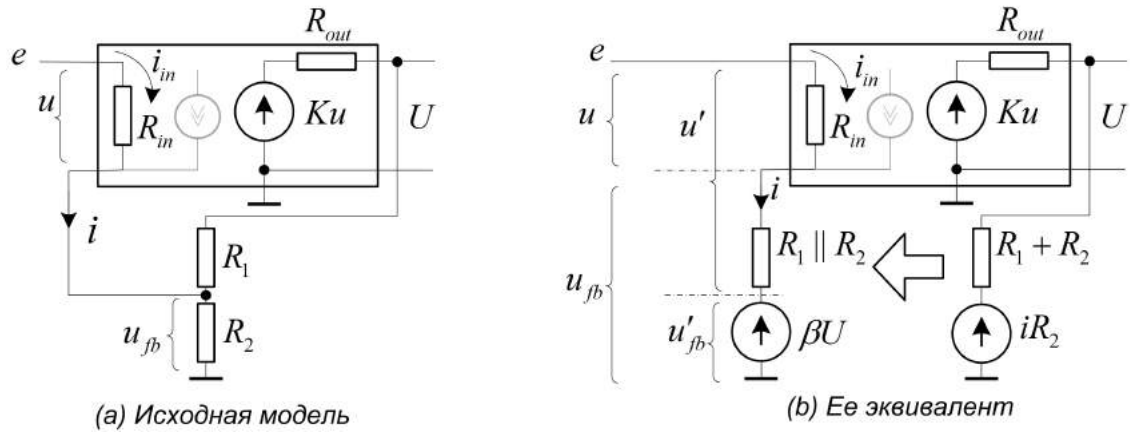 R_out
e
i_in
u
R_in
Ku
U
i
R_1
u_fb
R_2
(a) Исходная модель
R_out
e
i_in
u
u'
R_in
Ku
U
i
R_1 || R_2
R_1 + R_2
u_fb
u'_fb
βU
iR_2
(b) Ее эквивалент